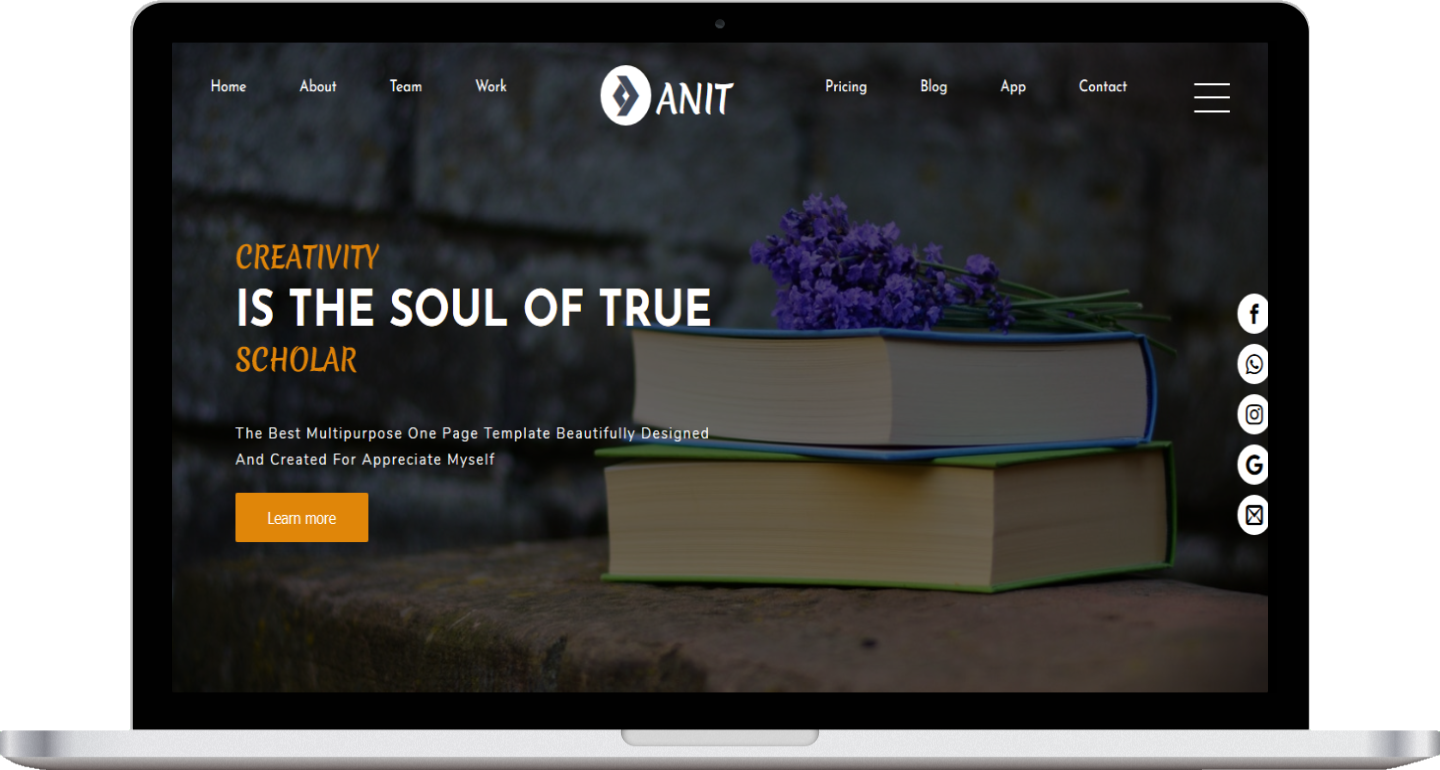 Home About Team Work ANIT Pricing Blog App Contact
CREATIVITY
IS THE SOUL OF TRUE
SCHOLAR
The Best Multipurpose One Page Template Beautifully Designed
And Created For Appreciate Myself
Learn more